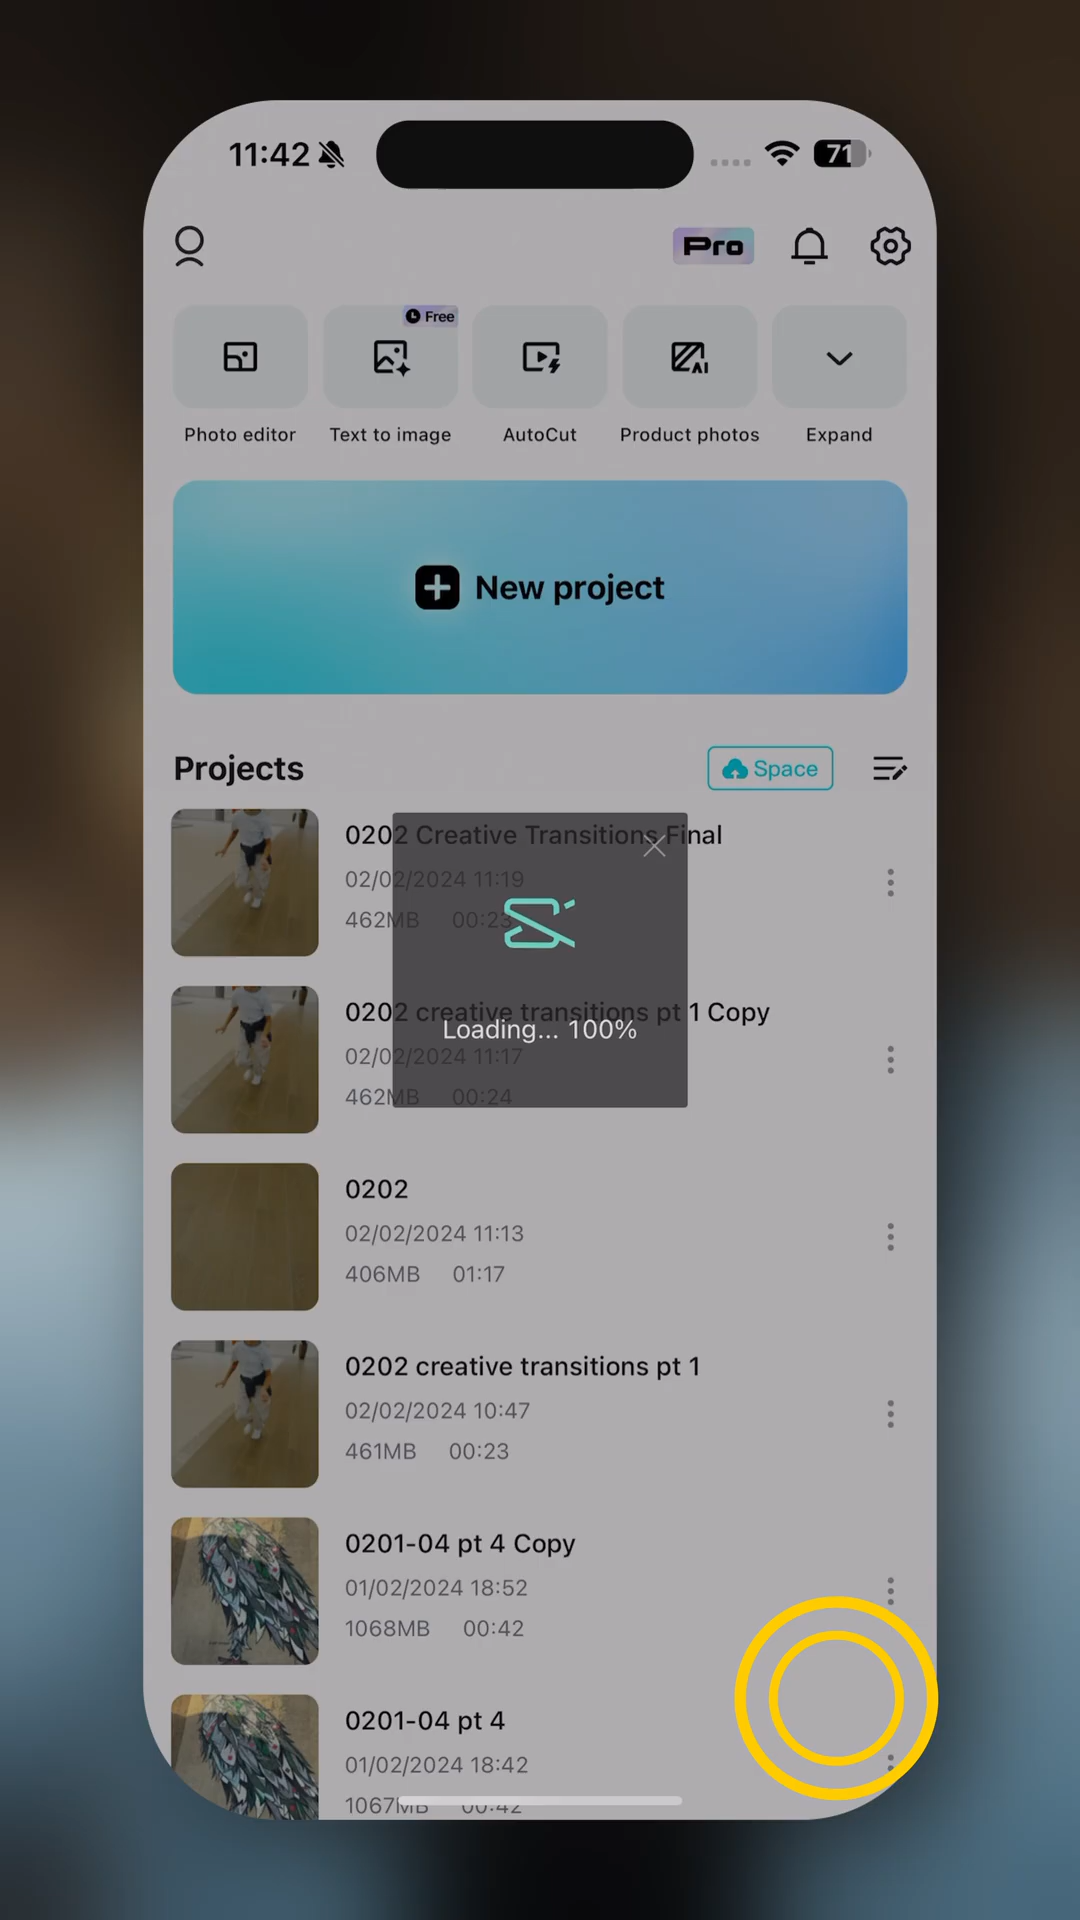 11:42
71
Pro
Free
Photo editor
Text to image
AutoCut
Product photos
Expand
New project
Projects
Space
0202 Creative Transitions Final
02/02/2024 11:19
462MB 00:23
0202 creative transitions pt 1 Copy
Loading... 100%
02/02/2024 11:17
462MB 00:24
0202
02/02/2024 11:13
406MB 01:17
0202 creative transitions pt 1
02/02/2024 10:47
461MB 00:23
0201-04 pt 4 Copy
01/02/2024 18:52
1068MB 00:42
0201-04 pt 4
01/02/2024 18:42
1067MB 00:42